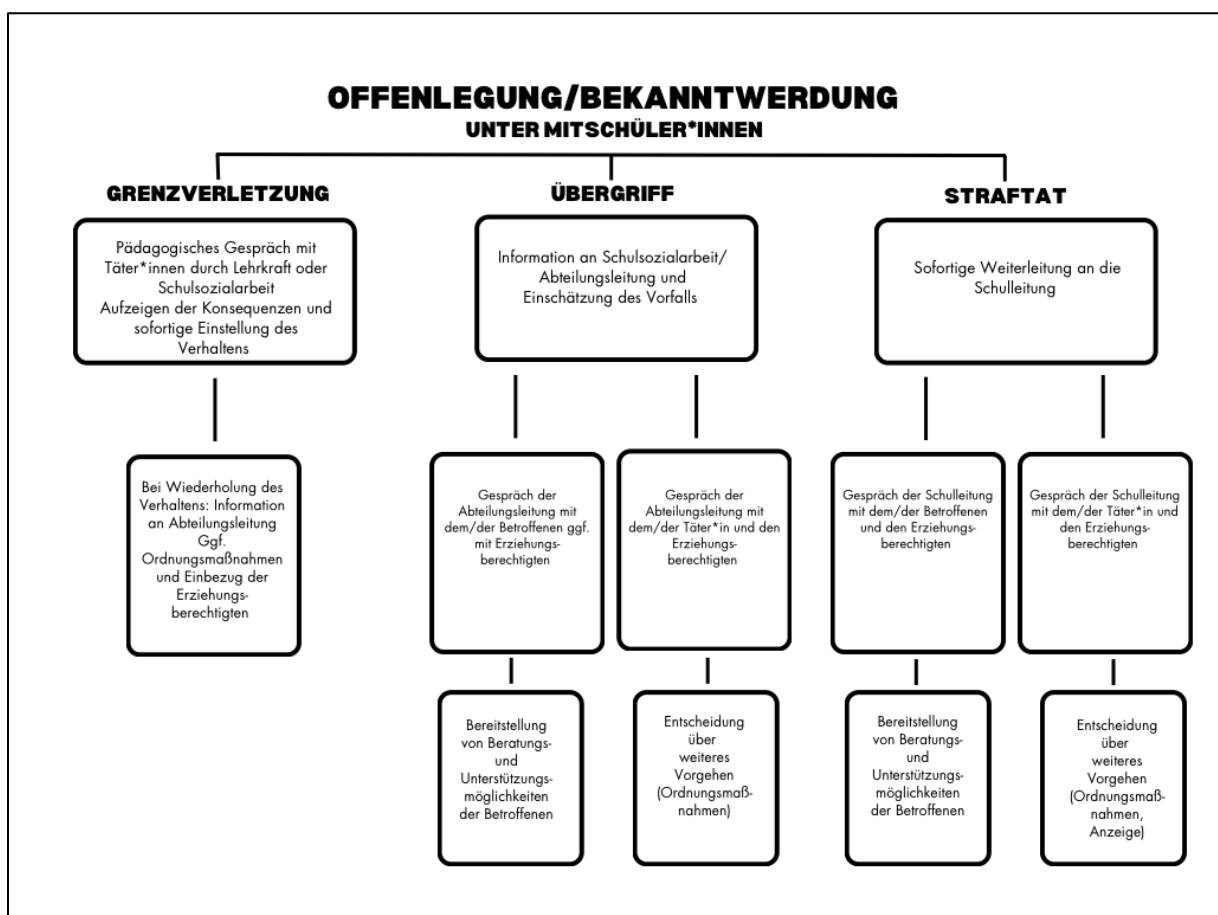 OFFENLEGUNG/BEKANNTWERDUNG
UNTER MITSCHÜLER*INNEN
GRENZVERLETZUNG
Pädagogisches Gespräch mit
Täter*innen durch Lehrkraft oder
Schulsozialarbeit
Aufzeigen der Konsequenzen und
sofortige Einstellung des
Verhaltens
Bei Wiederholung des
Verhaltens: Information
an Abteilungsleitung
Ggf.
Ordnungsmaßnahmen
und Einbezug der
Erziehungs-
berechtigten
ÜBERGRIFF
Information an Schulsozialarbeit/
Abteilungsleitung und
Einschätzung des Vorfalls
Gespräch der
Abteilungsleitung mit
dem/der Betroffenen ggf.
mit Erziehungs-
berechtigten
Bereitstellung
von Beratungs-
und
Unterstützungs-
möglichkeiten
der Betroffenen
Gespräch der
Abteilungsleitung mit
dem/der Täter*in und den
Erziehungs-
berechtigten
Entscheidung
über
weiteres
Vorgehen
(Ordnungsmaß-
nahmen)
STRAFTAT
Sofortige Weiterleitung an die
Schulleitung
Gespräch der Schulleitung
mit dem/der Betroffenen
und den Erziehungs-
berechtigten
Bereitstellung
von Beratungs-
und
Unterstützungs-
möglichkeiten
der Betroffenen
Gespräch der Schulleitung
mit dem/der Täter*in und
den Erziehungs-
berechtigten
Entscheidung
über
weiteres
Vorgehen
(Ordnungsmaß-
nahmen,
Anzeige)